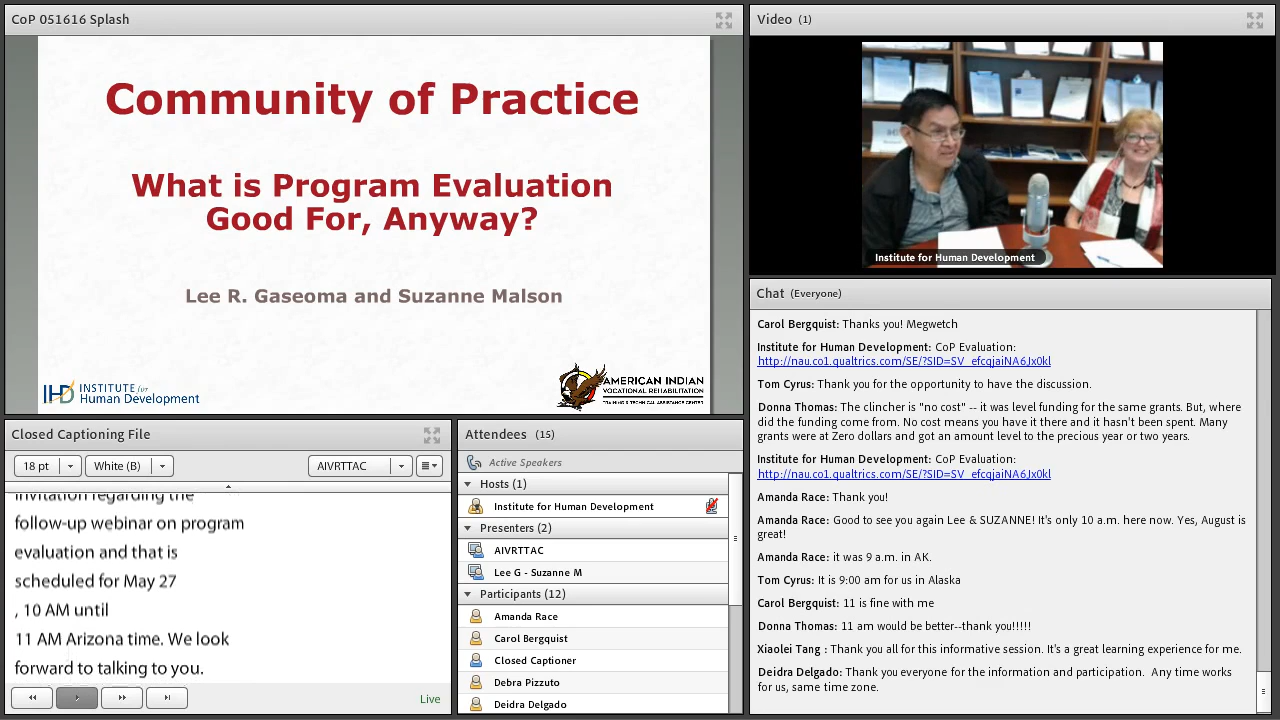 CoP 051616 Splash
Community of Practice
What is Program Evaluation
Good For, Anyway?
Lee R. Gaseoma and Suzanne Malson
IHD INSTITUTE for
Human Development
AMERICAN INDIAN
VOCATIONAL REHABILITATION
TRAINING & TECHNICAL ASSISTANCE CENTER
Video (1)
Institute for Human Development
Chat (Everyone)
Carol Bergquist: Thanks you! Megwetch
Institute for Human Development: CoP Evaluation:
http://nau.co1.qualtrics.com/SE/?SID=SV_efcqjaiNA6Jx0kl
Tom Cyrus: Thank you for the opportunity to have the discussion.
Donna Thomas: The clincher is "no cost" -- it was level funding for the same grants. But, where
did the funding come from. No cost means you have it there and it hasn't been spent. Many
grants were at Zero dollars and got an amount level to the precious year or two years.
Institute for Human Development: CoP Evaluation:
http://nau.co1.qualtrics.com/SE/?SID=SV_efcqjaiNA6Jx0kl
Amanda Race: Thank you!
Amanda Race: Good to see you again Lee & SUZANNE! It's only 10 a.m. here now. Yes, August is
great!
Amanda Race: it was 9 a.m. in AK.
Tom Cyrus: It is 9:00 am for us in Alaska
Carol Bergquist: 11 is fine with me
Donna Thomas: 11 am would be better--thank you!!!!!
Xiaolei Tang : Thank you all for this informative session. It's a great learning experience for me.
Deidra Delgado: Thank you everyone for the information and participation. Any time works
for us, same time zone.
Closed Captioning File
18 pt
White (B)
AIVRTTAC
invitation regarding the
follow-up webinar on program
evaluation and that is
scheduled for May 27
, 10 AM until
11 AM Arizona time. We look
forward to talking to you.
Live
Attendees (15)
Active Speakers
Hosts (1)
Institute for Human Development
Presenters (2)
AIVRTTAC
Lee G - Suzanne M
Participants (12)
Amanda Race
Carol Bergquist
Closed Captioner
Debra Pizzuto
Deidra Delgado